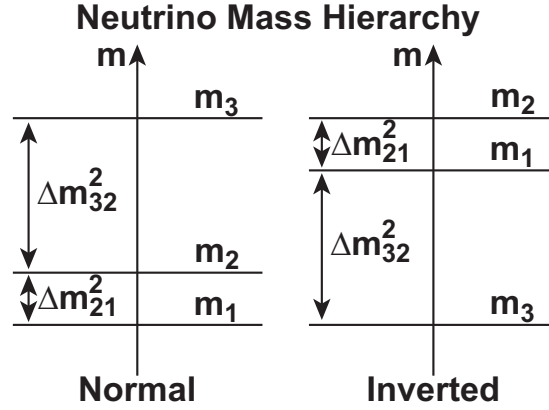 Neutrino Mass Hierarchy
m
m₃
Δm²₃₂
m₂
Δm²₂₁
m₁
Normal
m
m₂
Δm²₂₁
m₁
Δm²₃₂
m₃
Inverted